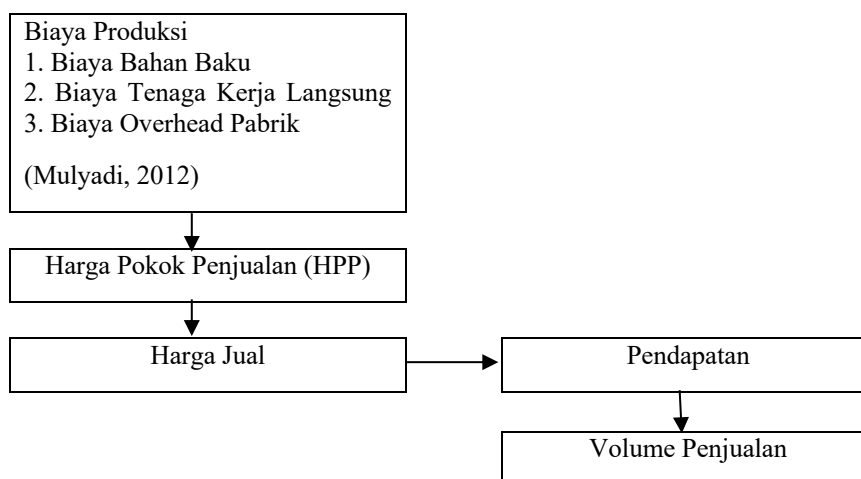 Biaya Produksi
1. Biaya Bahan Baku
2. Biaya Tenaga Kerja Langsung
3. Biaya Overhead Pabrik
(Mulyadi, 2012)
Harga Pokok Penjualan (HPP)
Harga Jual
Pendapatan
Volume Penjualan